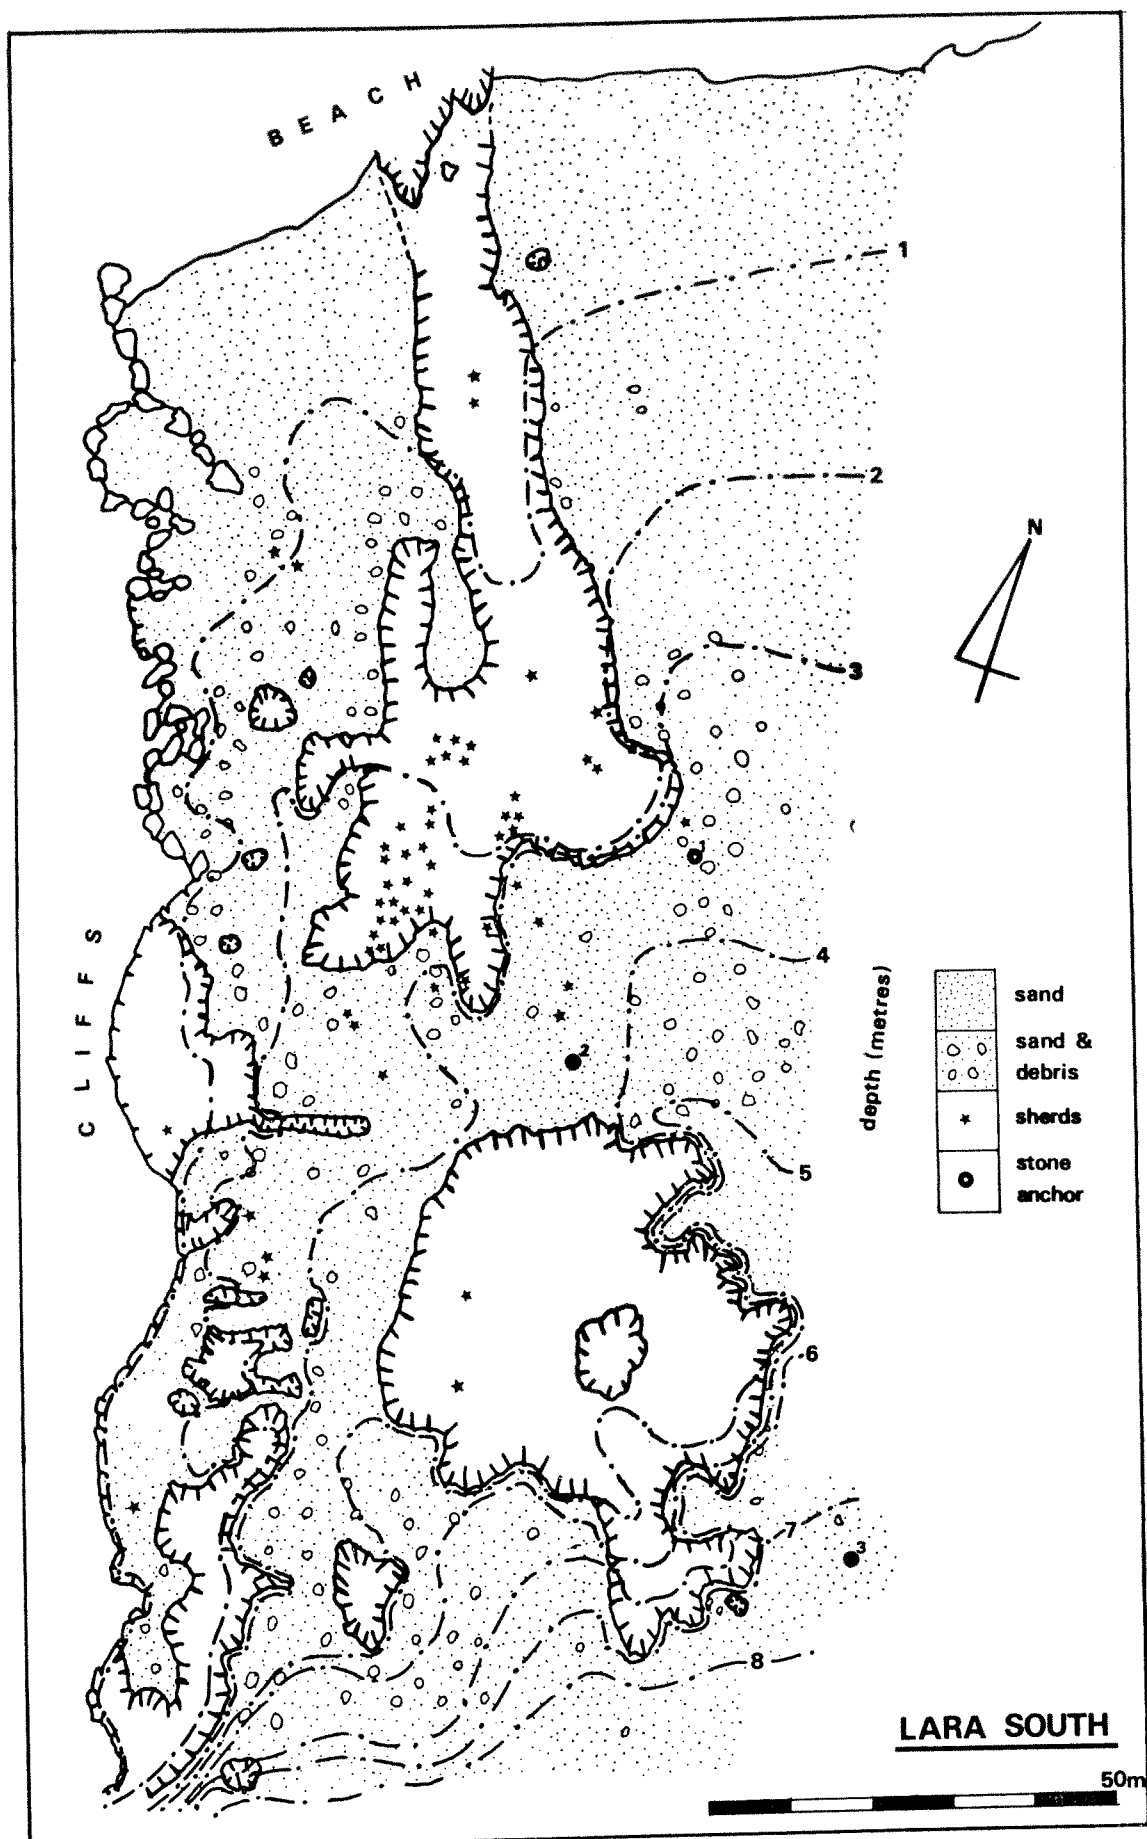 BEACH
1
2
N
3
4
CLIFFS
depth (metres)
sand
sand &
debris
sherds
stone
anchor
2
5
6
7
3
8
LARA SOUTH
50m